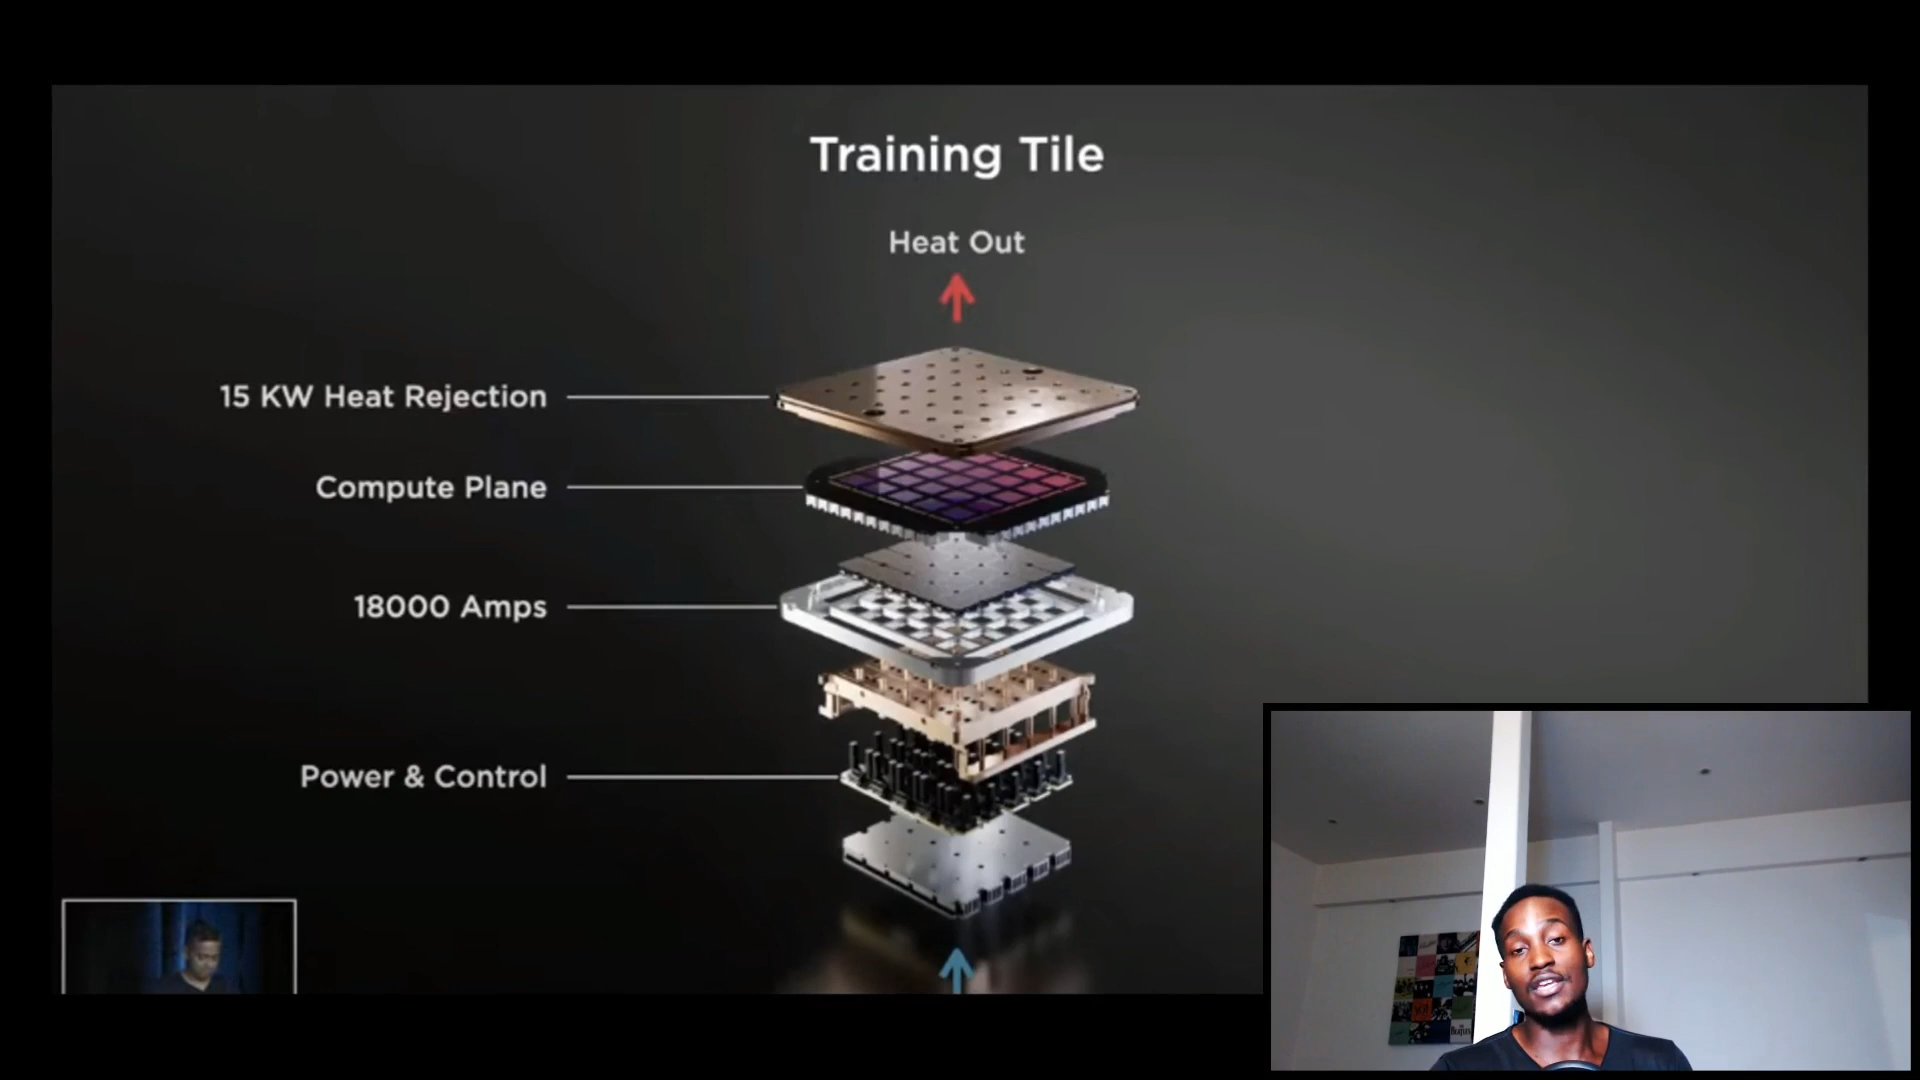 Training Tile
Heat Out
15 KW Heat Rejection
Compute Plane
18000 Amps
Power & Control